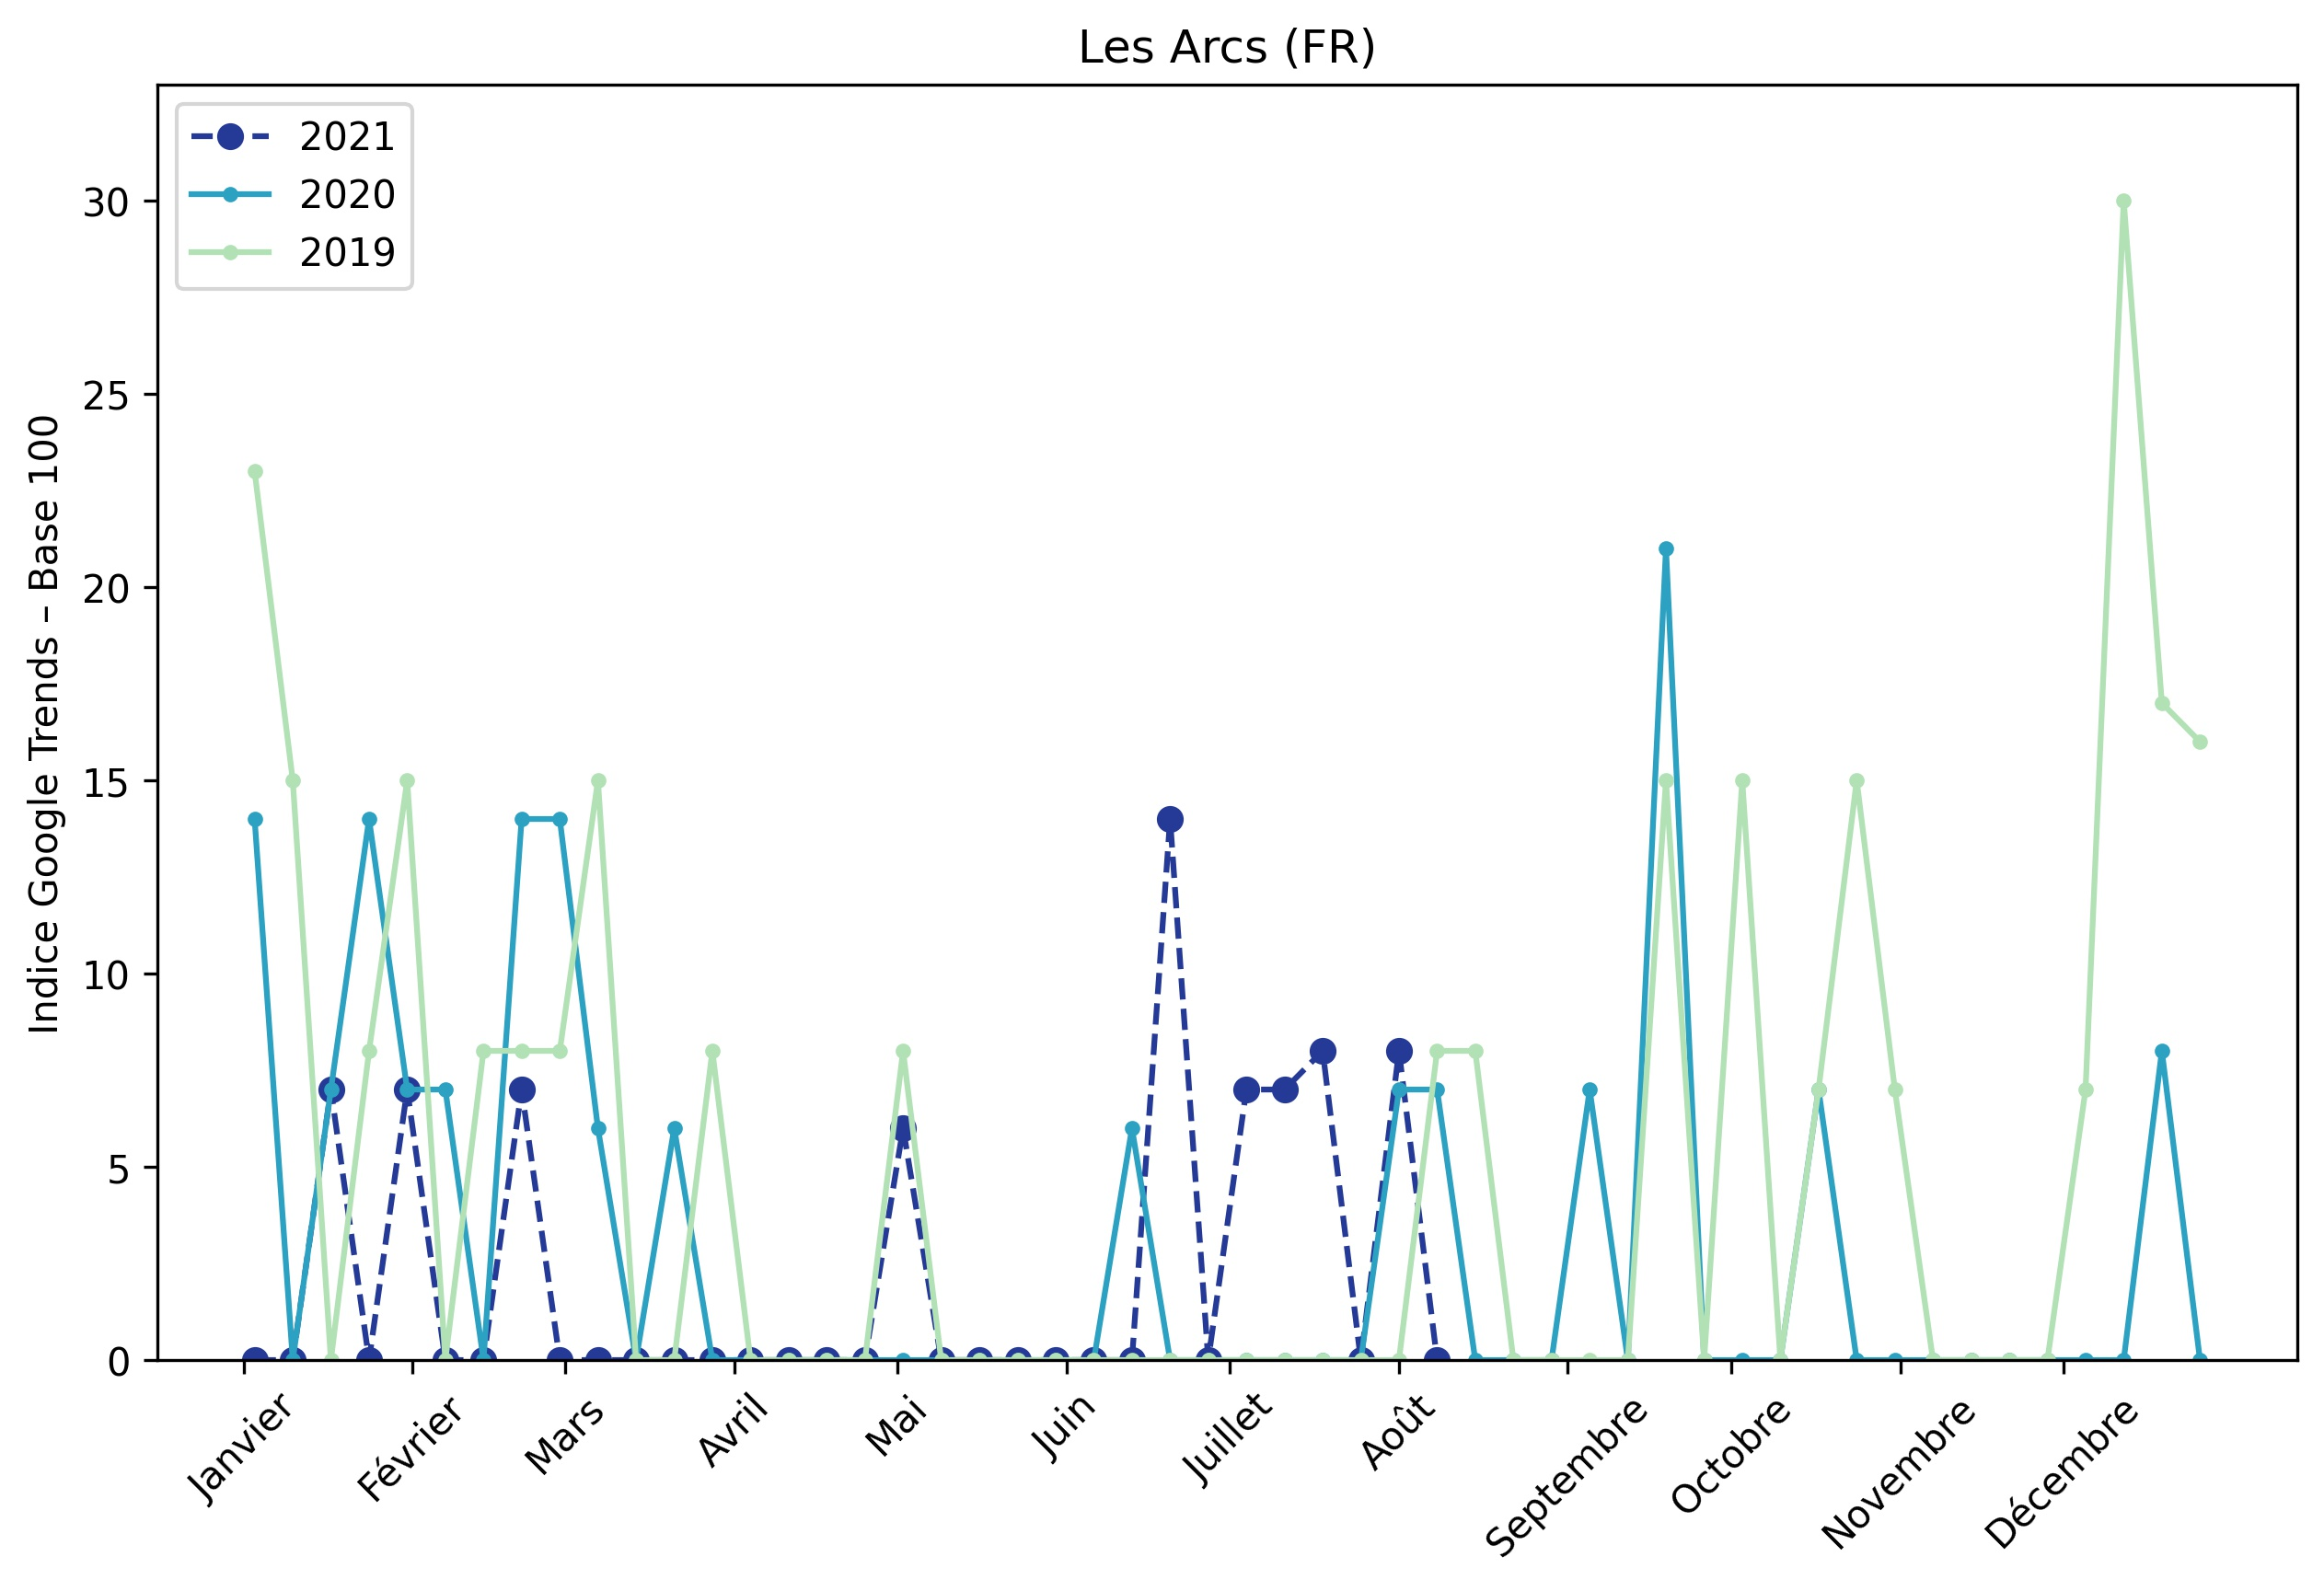 Les Arcs (FR)
2021
2020
2019
Indice Google Trends – Base 100
30
25
20
15
10
5
0
Janvier
Février
Mars
Avril
Mai
Juin
Juillet
Août
Septembre
Octobre
Novembre
Décembre